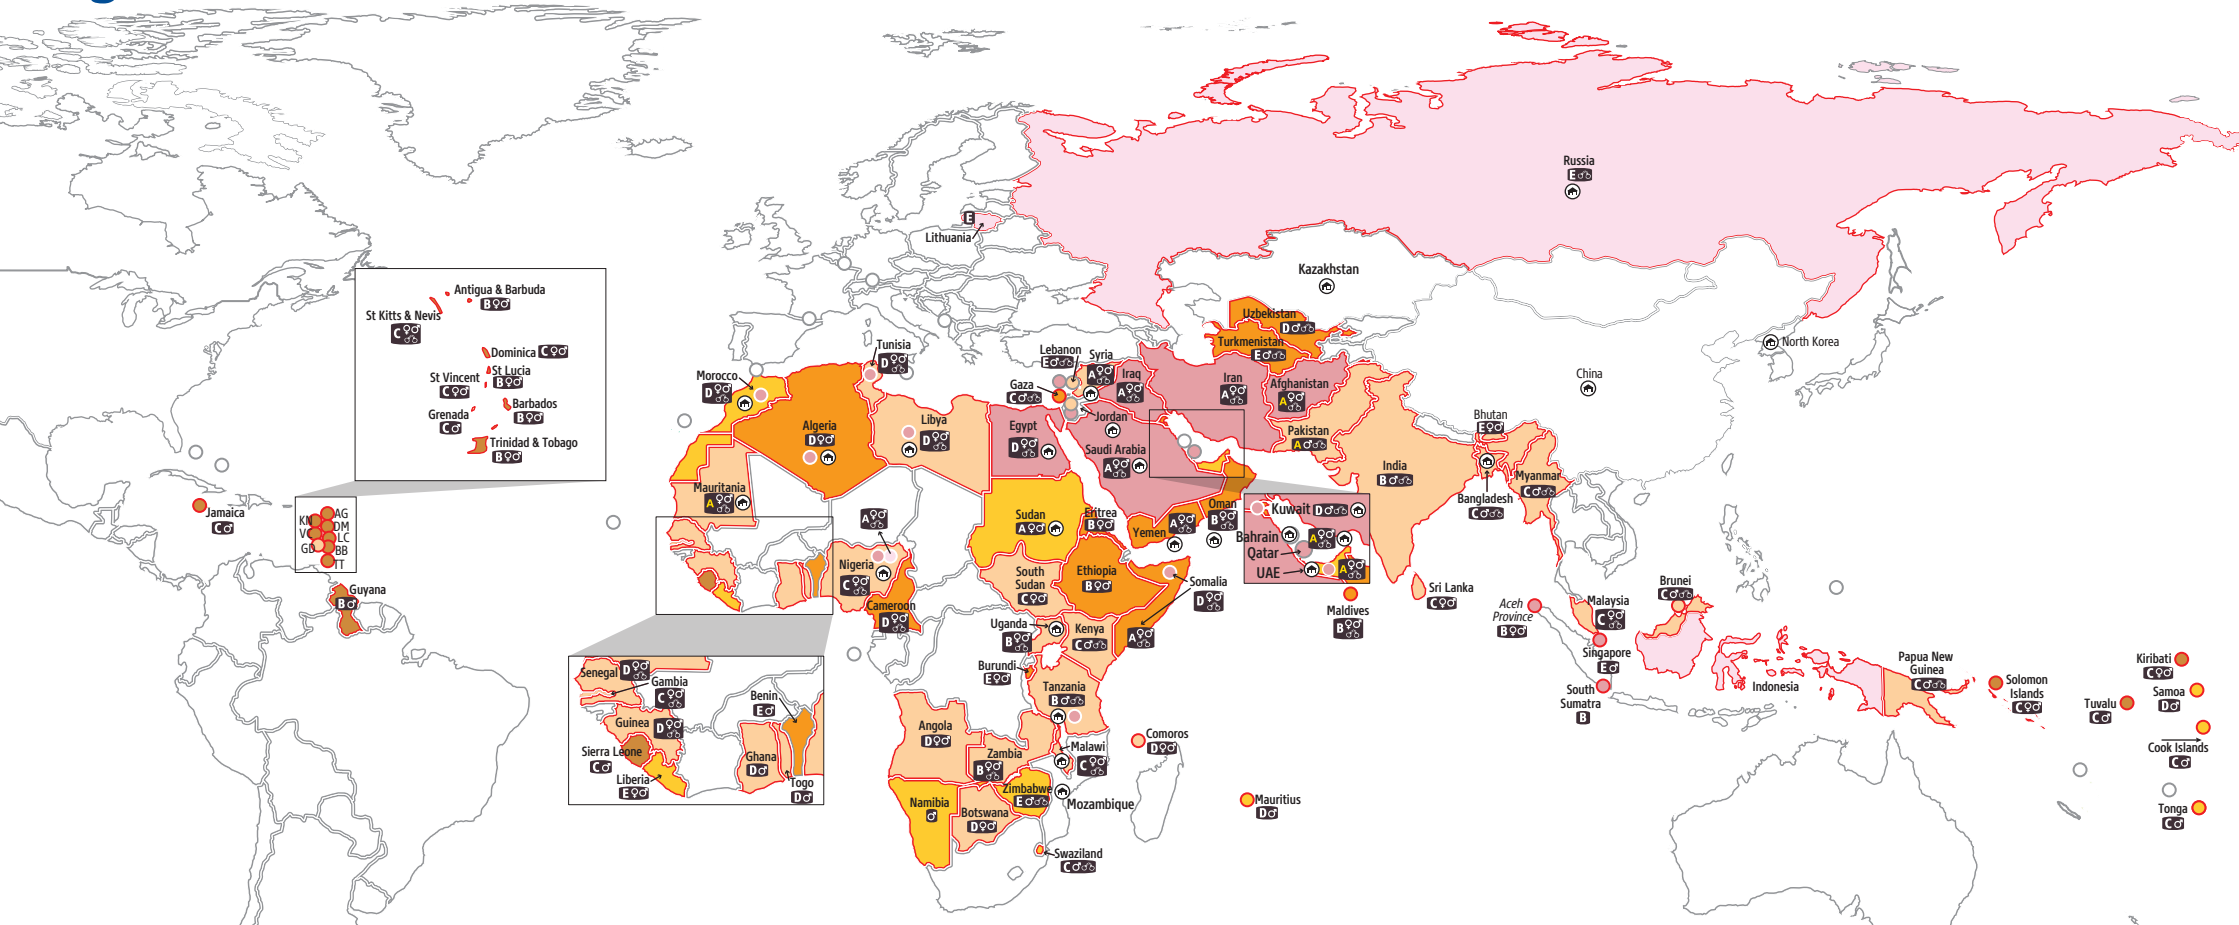 Russia
E
E
Lithuania
Kazakhstan
Antigua & Barbuda
B
St Kitts & Nevis
C
Dominica C
St Lucia
B
St Vincent
C
Barbados
B
Grenada
C
Trinidad & Tobago
B
Uzbekistan
D
Turkmenistan
E
North Korea
China
Tunisia
D
Lebanon
E
Syria
A
Iraq
A
Iran
A
Afghanistan
A
Morocco
D
Gaza
C
Jordan
Algeria
D
Libya
D
Egypt
D
Saudi Arabia
A
Pakistan
A
India
B
Bhutan
E
Myanmar
C
Bangladesh
C
Mauritania
A
Jamaica
C
KN
AG
DM
VC
LC
GD
BB
TT
Guyana
B
A
Sudan
A
Eritrea
B
Yemen
A
Oman
B
Kuwait D
Bahrain
A
Qatar
UAE
A
Nigeria
C
South
Sudan
C
Ethiopia
B
Somalia
D
A
Cameroon
D
Uganda
B
Kenya
C
Burundi
E
Tanzania
B
Maldives
B
Sri Lanka
C
Aceh
Province
B
Malaysia
C
Brunei
C
Singapore
E
South
Sumatra
B
Indonesia
Papua New
Guinea
C
Solomon
Islands
C
Kiribati
C
Samoa
D
Tuvalu
C
Cook Islands
C
Tonga
C
Senegal D
Gambia
C
Guinea D
Sierra Leone
C
Liberia
E
Benin
E
Ghana
D
Togo
D
Angola
D
Zambia
B
Malawi
C
Comoros
D
Namibia
Zimbabwe
E
Mozambique
Botswana
D
Swaziland
C
Mauritius
D